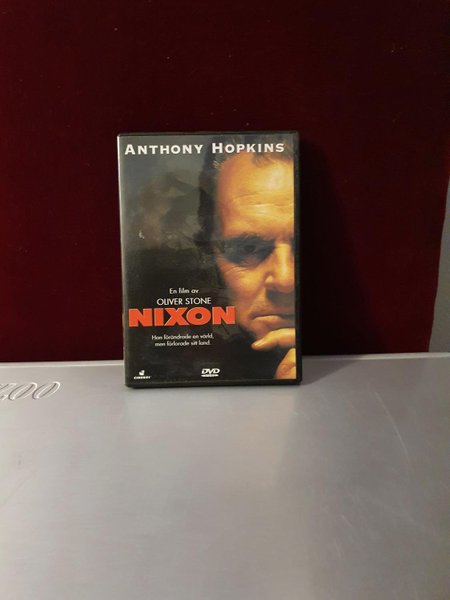 ANTHONY HOPKINS
En film av
OLIVER STONE
NIXON
Han förändrade en värld,
men förlorade sitt land.
DVD